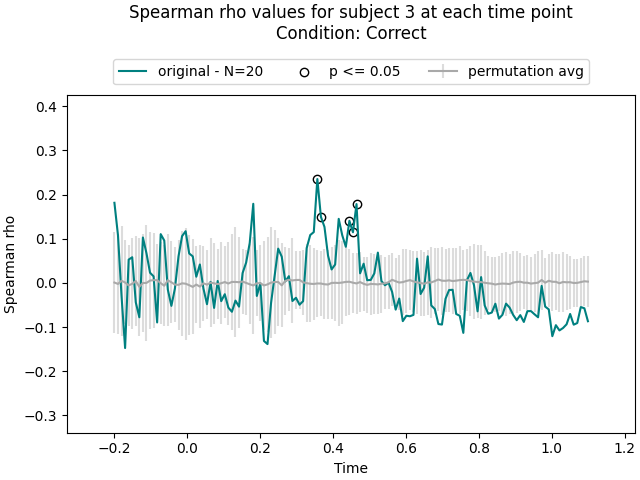 Spearman rho values for subject 3 at each time point
Condition: Correct
original - N=20 p <= 0.05 permutation avg
0.4
0.3
0.2
0.1
0.0
−0.1
−0.2
−0.3
Spearman rho
−0.2 0.0 0.2 0.4 0.6 0.8 1.0 1.2
Time